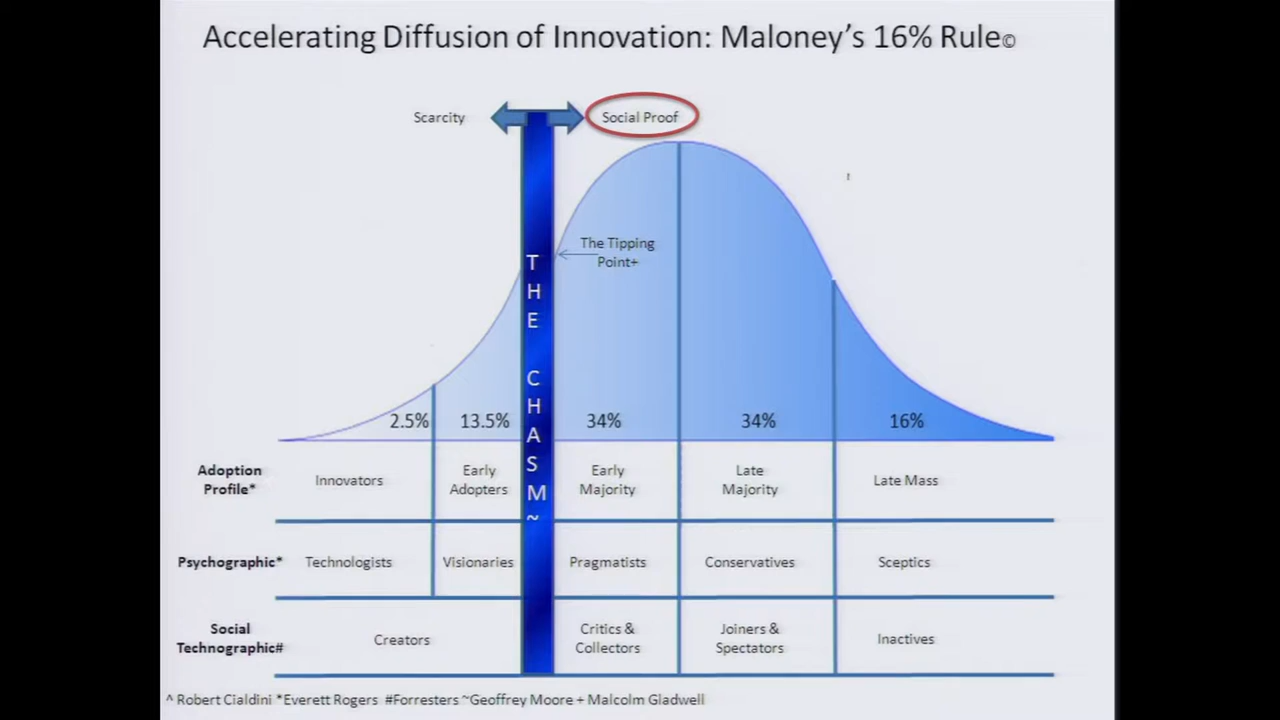 Accelerating Diffusion of Innovation: Maloney's 16% Rule©
Scarcity
Social Proof
The Tipping
Point+
THE CHASM~
2.5%
13.5%
34%
34%
16%
Adoption
Profile*
Innovators
Early
Adopters
Early
Majority
Late
Majority
Late Mass
Psychographic*
Technologists
Visionaries
Pragmatists
Conservatives
Sceptics
Social
Technographic#
Creators
Critics &
Collectors
Joiners &
Spectators
Inactives
^ Robert Cialdini *Everett Rogers #Forresters ~Geoffrey Moore + Malcolm Gladwell